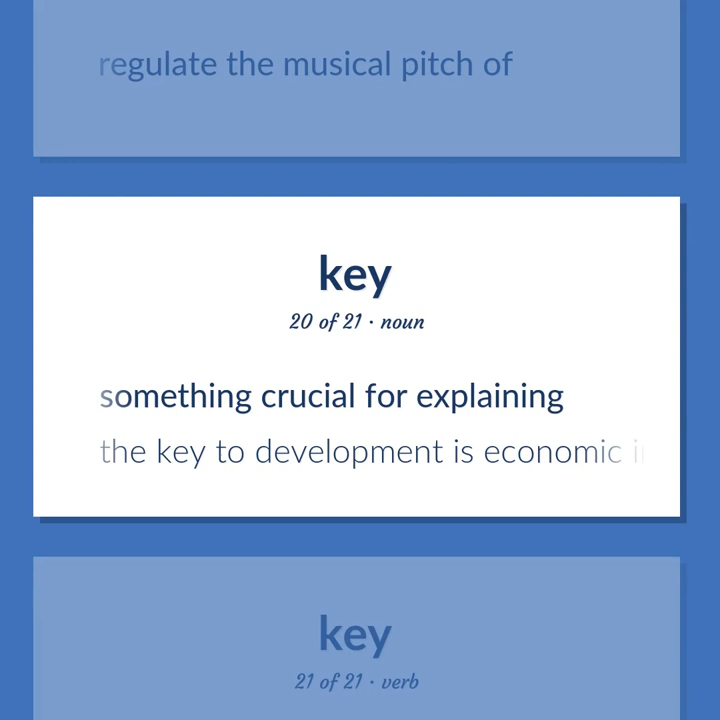 regulate the musical pitch of
key
20 of 21 · noun
something crucial for explaining
the key to development is economic
key
21 of 21 · verb